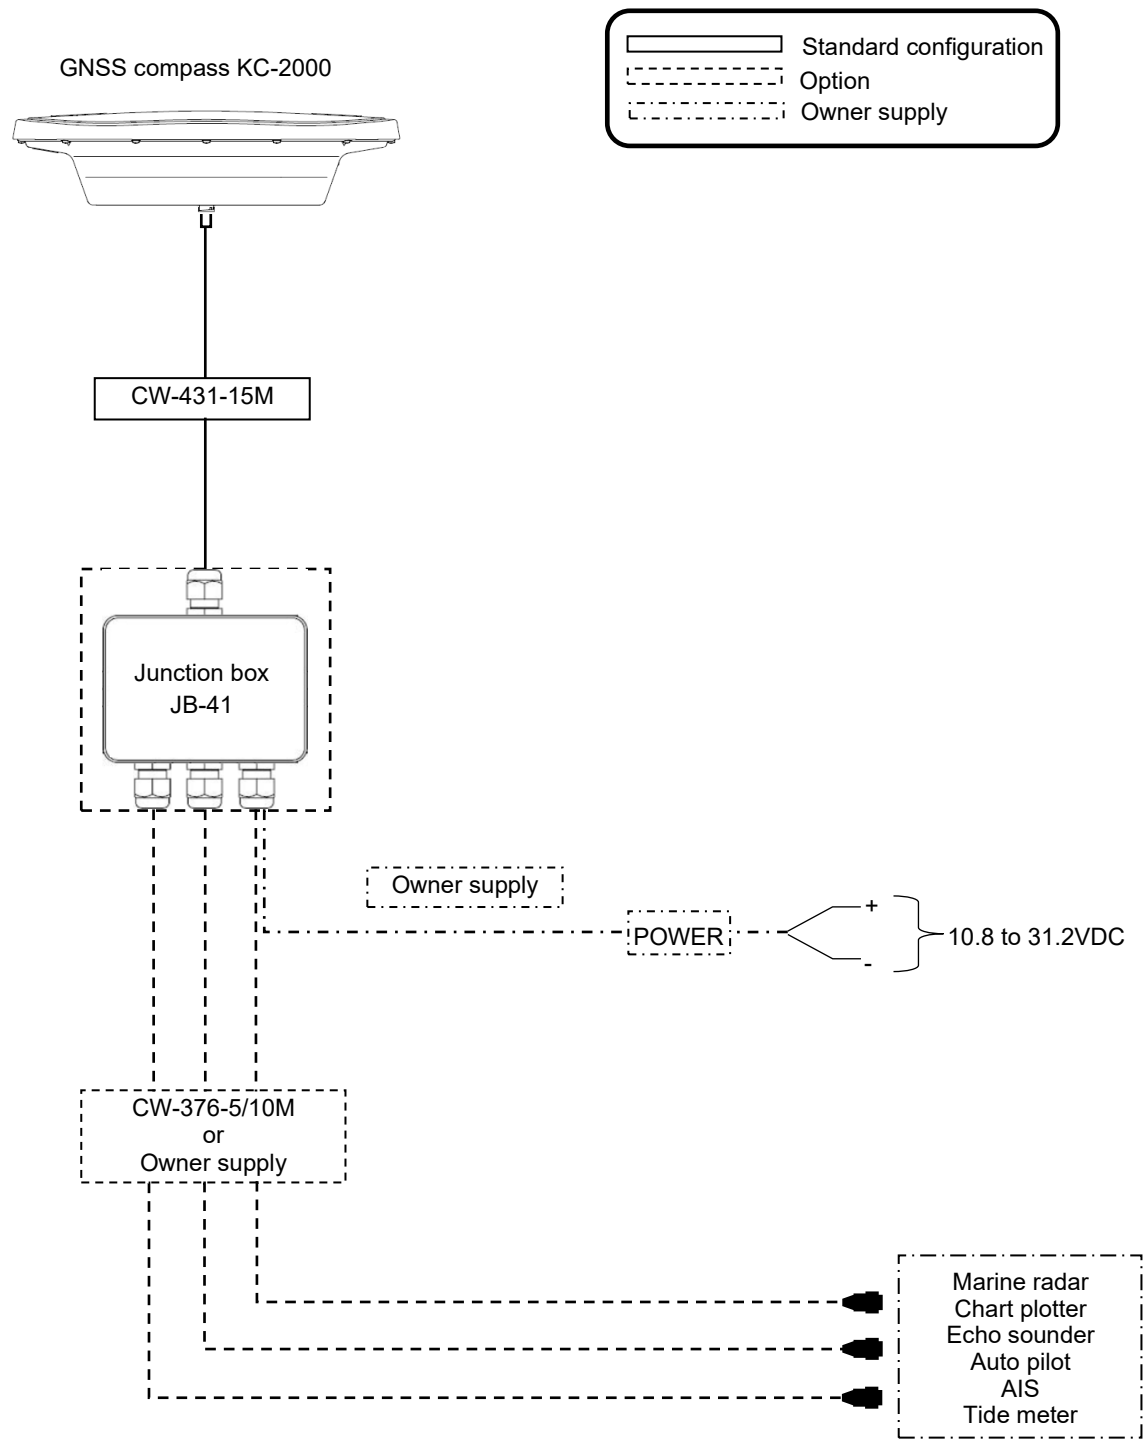 GNSS compass KC-2000
Standard configuration
Option
Owner supply
CW-431-15M
Junction box
JB-41
Owner supply
+
POWER
10.8 to 31.2VDC
-
CW-376-5/10M
or
Owner supply
Marine radar
Chart plotter
Echo sounder
Auto pilot
AIS
Tide meter